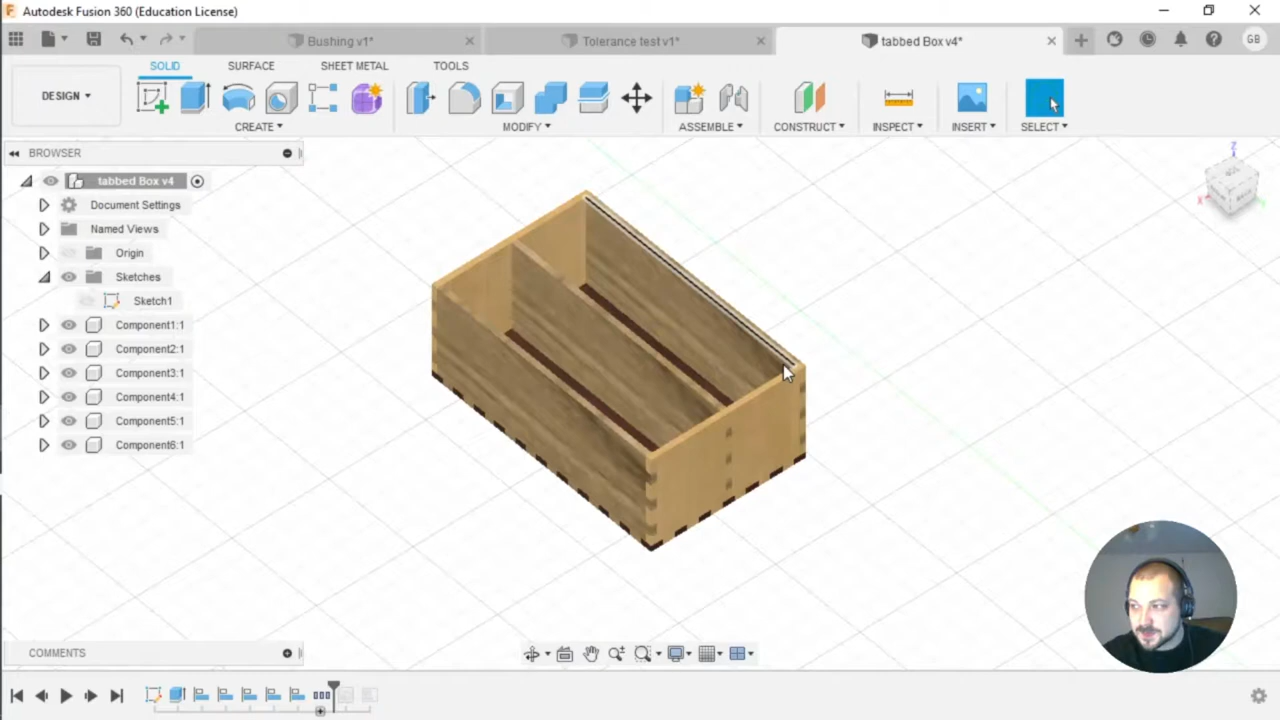 Autodesk Fusion 360 (Education License)
Bushing v1*
Tolerance test v1*
tabbed Box v4*
GB
DESIGN
SOLID
SURFACE
SHEET METAL
TOOLS
CREATE
MODIFY
ASSEMBLE
CONSTRUCT
INSPECT
INSERT
SELECT
BROWSER
tabbed Box v4
Document Settings
Named Views
Origin
Sketches
Sketch1
Component1:1
Component2:1
Component3:1
Component4:1
Component5:1
Component6:1
Z
X
COMMENTS